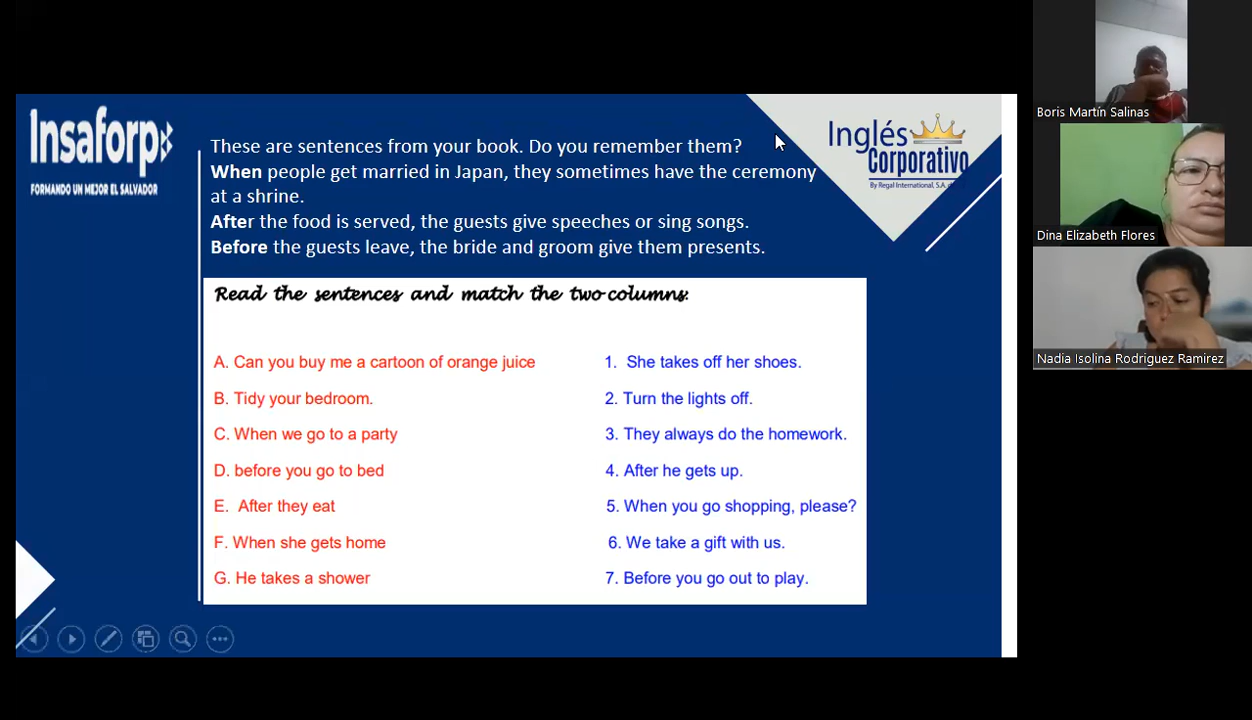 Insaforp
FORMANDO UN MEJOR EL SALVADOR
Inglés
Corporativo
By Regal International, S.A. d
These are sentences from your book. Do you remember them?
When people get married in Japan, they sometimes have the ceremony
at a shrine.
After the food is served, the guests give speeches or sing songs.
Before the guests leave, the bride and groom give them presents.
Read the sentences and match the two columns:
A. Can you buy me a cartoon of orange juice
1. She takes off her shoes.
B. Tidy your bedroom.
2. Turn the lights off.
C. When we go to a party
3. They always do the homework.
D. before you go to bed
4. After he gets up.
E. After they eat
5. When you go shopping, please?
F. When she gets home
6. We take a gift with us.
G. He takes a shower
7. Before you go out to play.
Boris Martín Salinas
Dina Elizabeth Flores
Nadia Isolina Rodriguez Ramirez